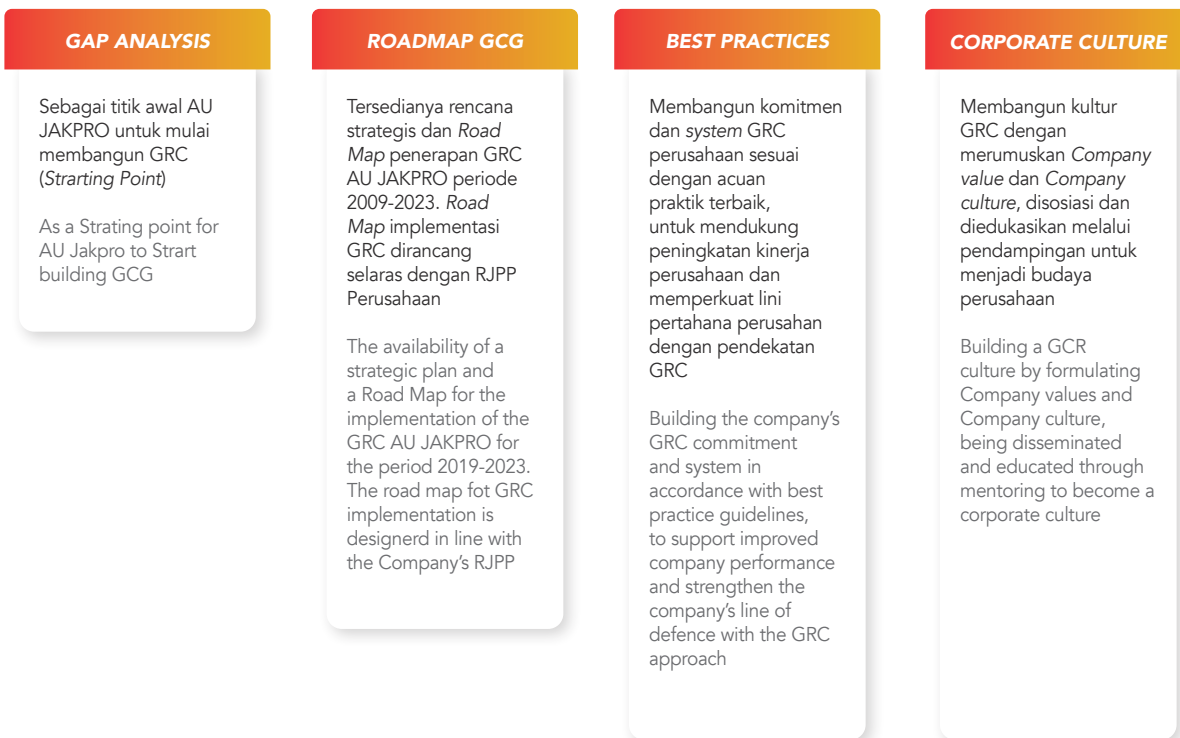 GAP ANALYSIS
Sebagai titik awal AU
JAKPRO untuk mulai
membangun GRC
(Strarting Point)
As a Strating point for
AU Jakpro to Strart
building GCG
ROADMAP GCG
Tersedianya rencana
strategis dan Road
Map penerapan GRC
AU JAKPRO periode
2009-2023. Road
Map implementasi
GRC dirancang
selaras dengan RJPP
Perusahaan
The availability of a
strategic plan and
a Road Map for the
implementation of the
GRC AU JAKPRO for
the period 2019-2023.
The road map fot GRC
implementation is
designerd in line with
the Company's RJPP
BEST PRACTICES
Membangun komitmen
dan system GRC
perusahaan sesuai
dengan acuan
praktik terbaik,
untuk mendukung
peningkatan kinerja
perusahaan dan
memperkuat lini
pertahana perusahan
dengan pendekatan
GRC
Building the company's
GRC commitment
and system in
accordance with best
practice guidelines,
to support improved
company performance
and strengthen the
company's line of
defence with the GRC
approach
CORPORATE CULTURE
Membangun kultur
GRC dengan
merumuskan Company
value dan Company
culture, disosiasi dan
diedukasikan melalui
pendampingan untuk
menjadi budaya
perusahaan
Building a GCR
culture by formulating
Company values and
Company culture,
being disseminated
and educated through
mentoring to become a
corporate culture